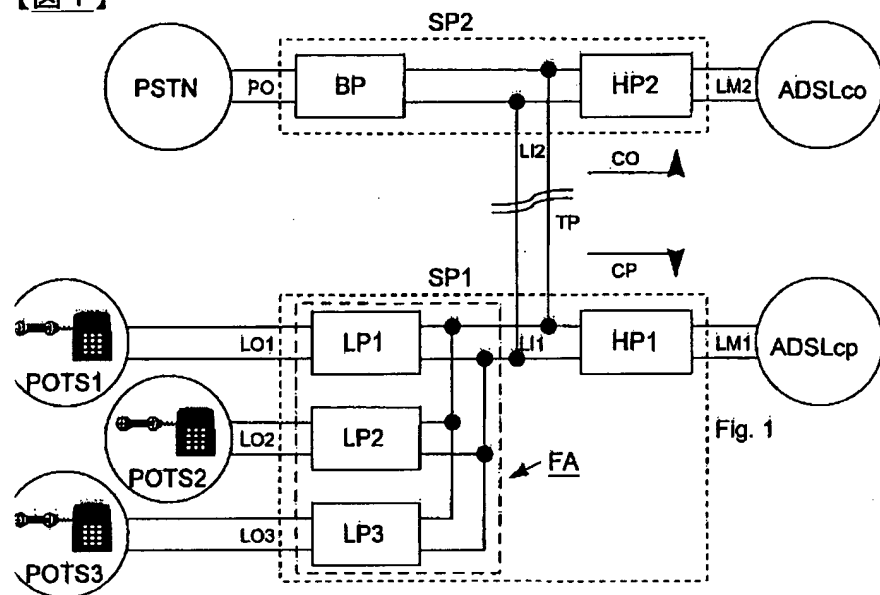 【図1】
SP2
PSTN
PO
BP
HP2
LM2
ADSLco
LI2
CO
TP
CP
SP1
POTS1
LO1
LP1
LI1
HP1
LM1
ADSLcp
POTS2
LO2
LP2
Fig. 1
FA
POTS3
LO3
LP3